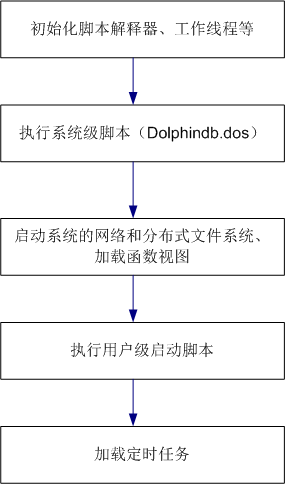 初始化脚本解释器、工作线程等
执行系统级脚本（Dolphindb.dos）
启动系统的网络和分布式文件系统、
加载函数视图
执行用户级启动脚本
加载定时任务